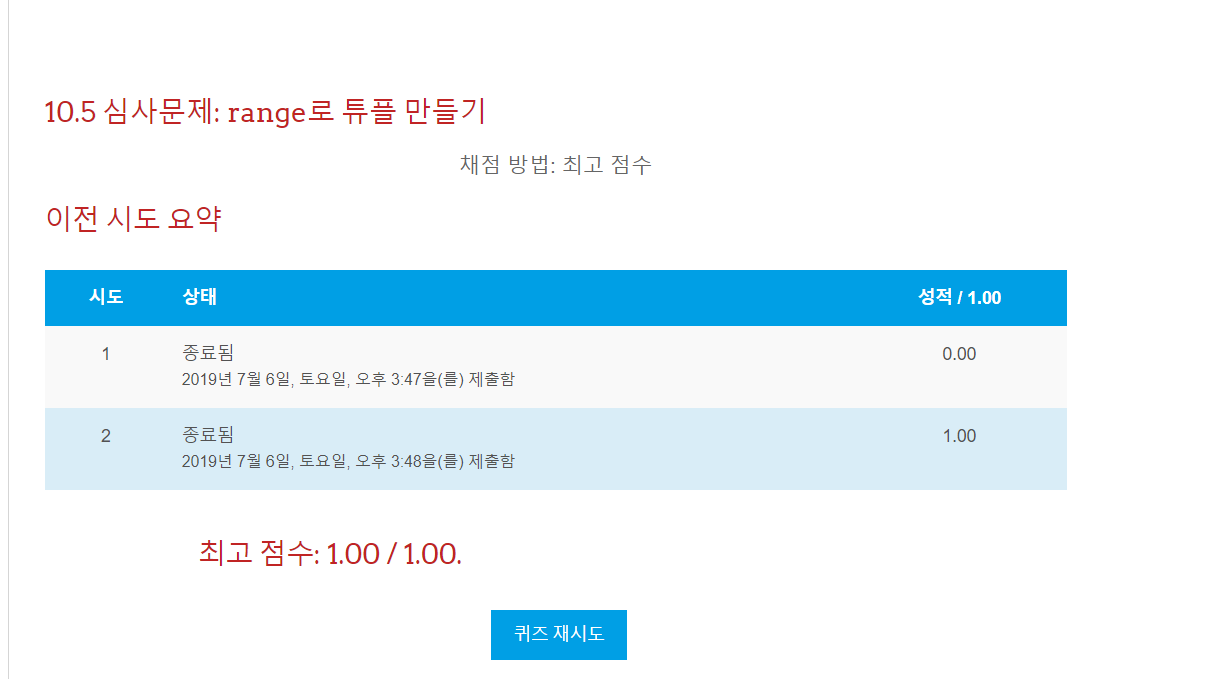 10.5 심사문제: range로 튜플 만들기
채점 방법: 최고 점수
이전 시도 요약
시도 상태 성적 / 1.00
1 종료됨 0.00
2019년 7월 6일, 토요일, 오후 3:47을(를) 제출함
2 종료됨 1.00
2019년 7월 6일, 토요일, 오후 3:48을(를) 제출함
최고 점수: 1.00 / 1.00.
퀴즈 재시도